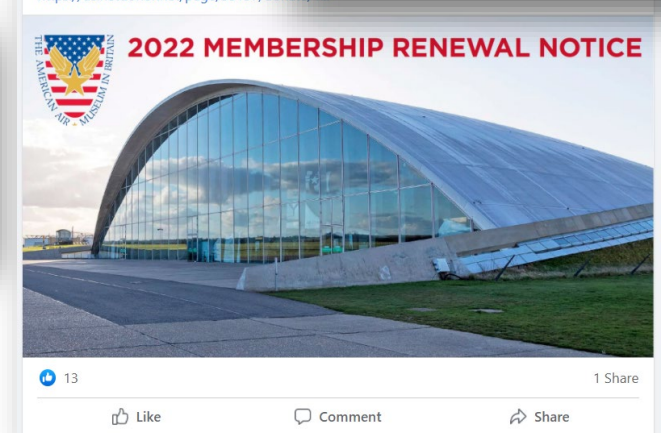 2022 MEMBERSHIP RENEWAL NOTICE
THE AMERICAN AIR MUSEUM IN BRITAIN
13
1 Share
Like
Comment
Share